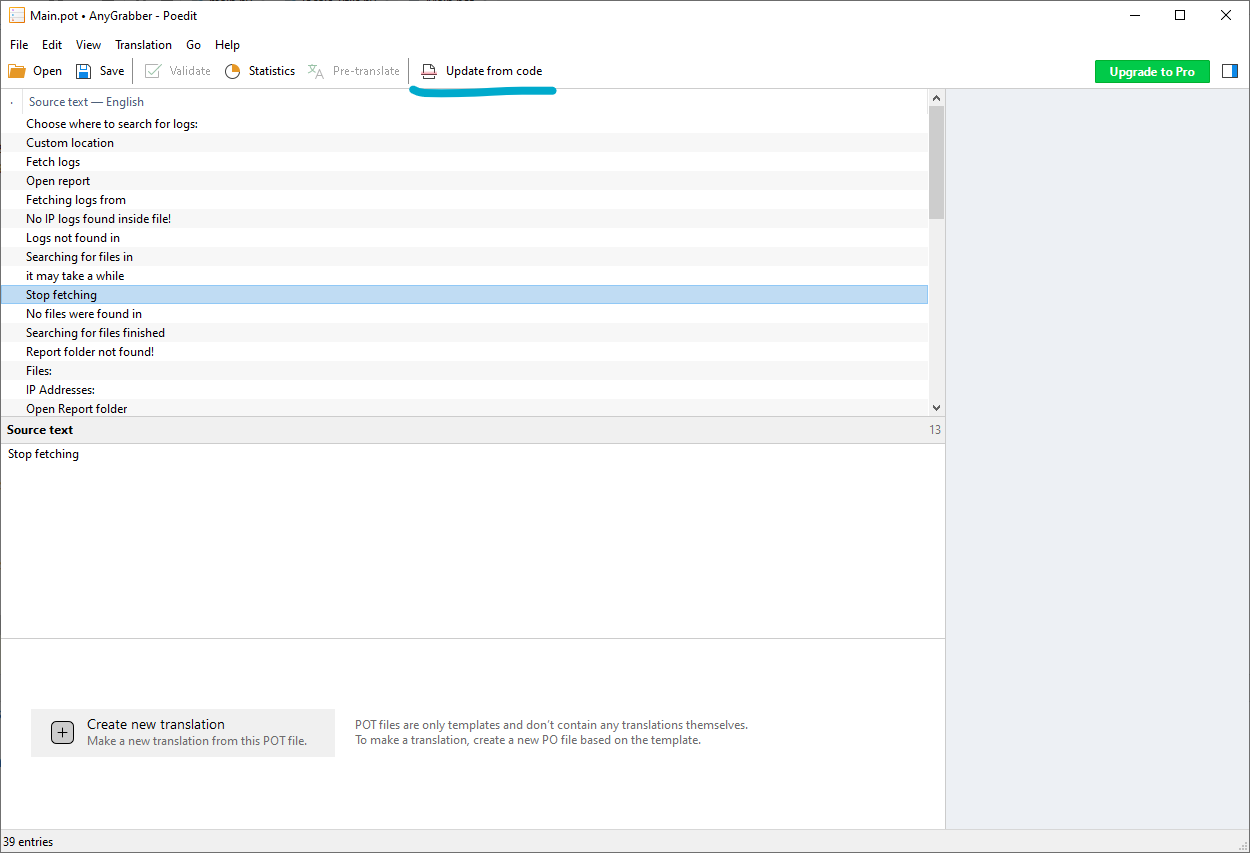 Main.pot • AnyGrabber - Poedit
File Edit View Translation Go Help
Open Save Validate Statistics Pre-translate Update from code Upgrade to Pro
Source text — English
Choose where to search for logs:
Custom location
Fetch logs
Open report
Fetching logs from
No IP logs found inside file!
Logs not found in
Searching for files in
it may take a while
Stop fetching
No files were found in
Searching for files finished
Report folder not found!
Files:
IP Addresses:
Open Report folder
Source text 13
Stop fetching
Create new translation
Make a new translation from this POT file.
POT files are only templates and don't contain any translations themselves.
To make a translation, create a new PO file based on the template.
39 entries